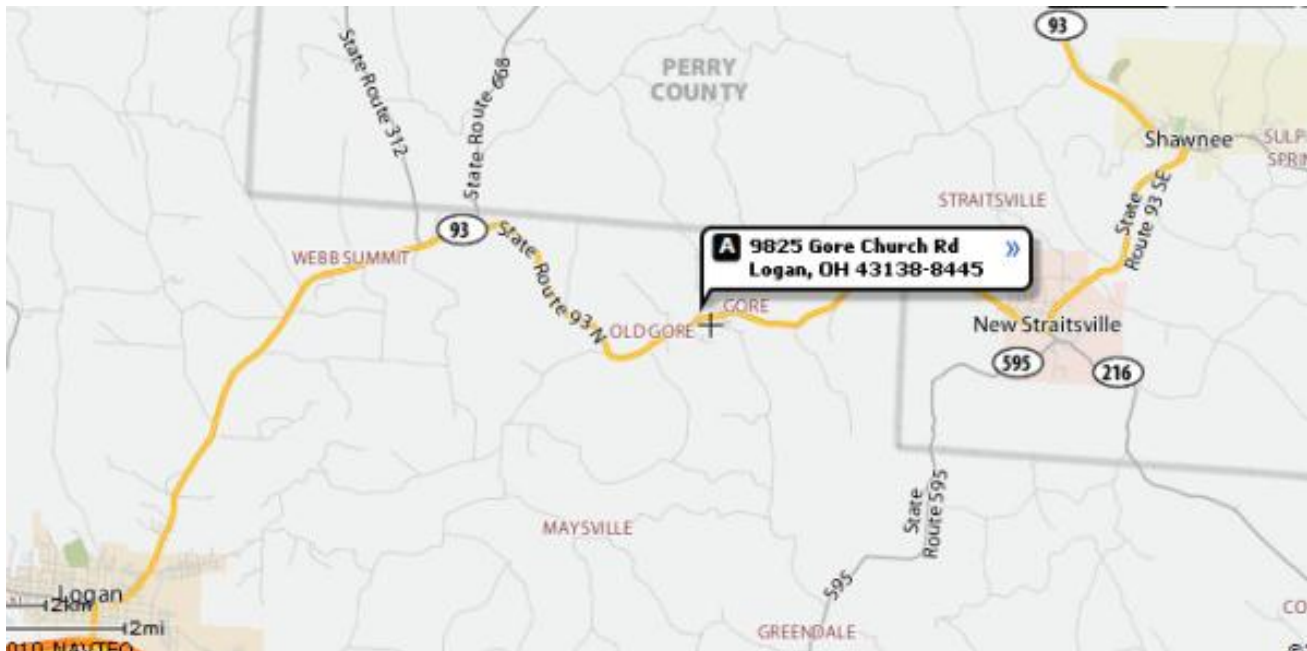 93
State Route 312
State Route 668
PERRY
COUNTY
Shawnee
STRAITSVILLE
State
Route 93 SE
93
WEBB SUMMIT
State Route 93 N
A 9825 Gore Church Rd »
Logan, OH 43138-8445
GORE
OLD GORE
New Straitsville
595
216
State
Route 595
MAYSVILLE
595
Logan
2km
2mi
GREENDALE